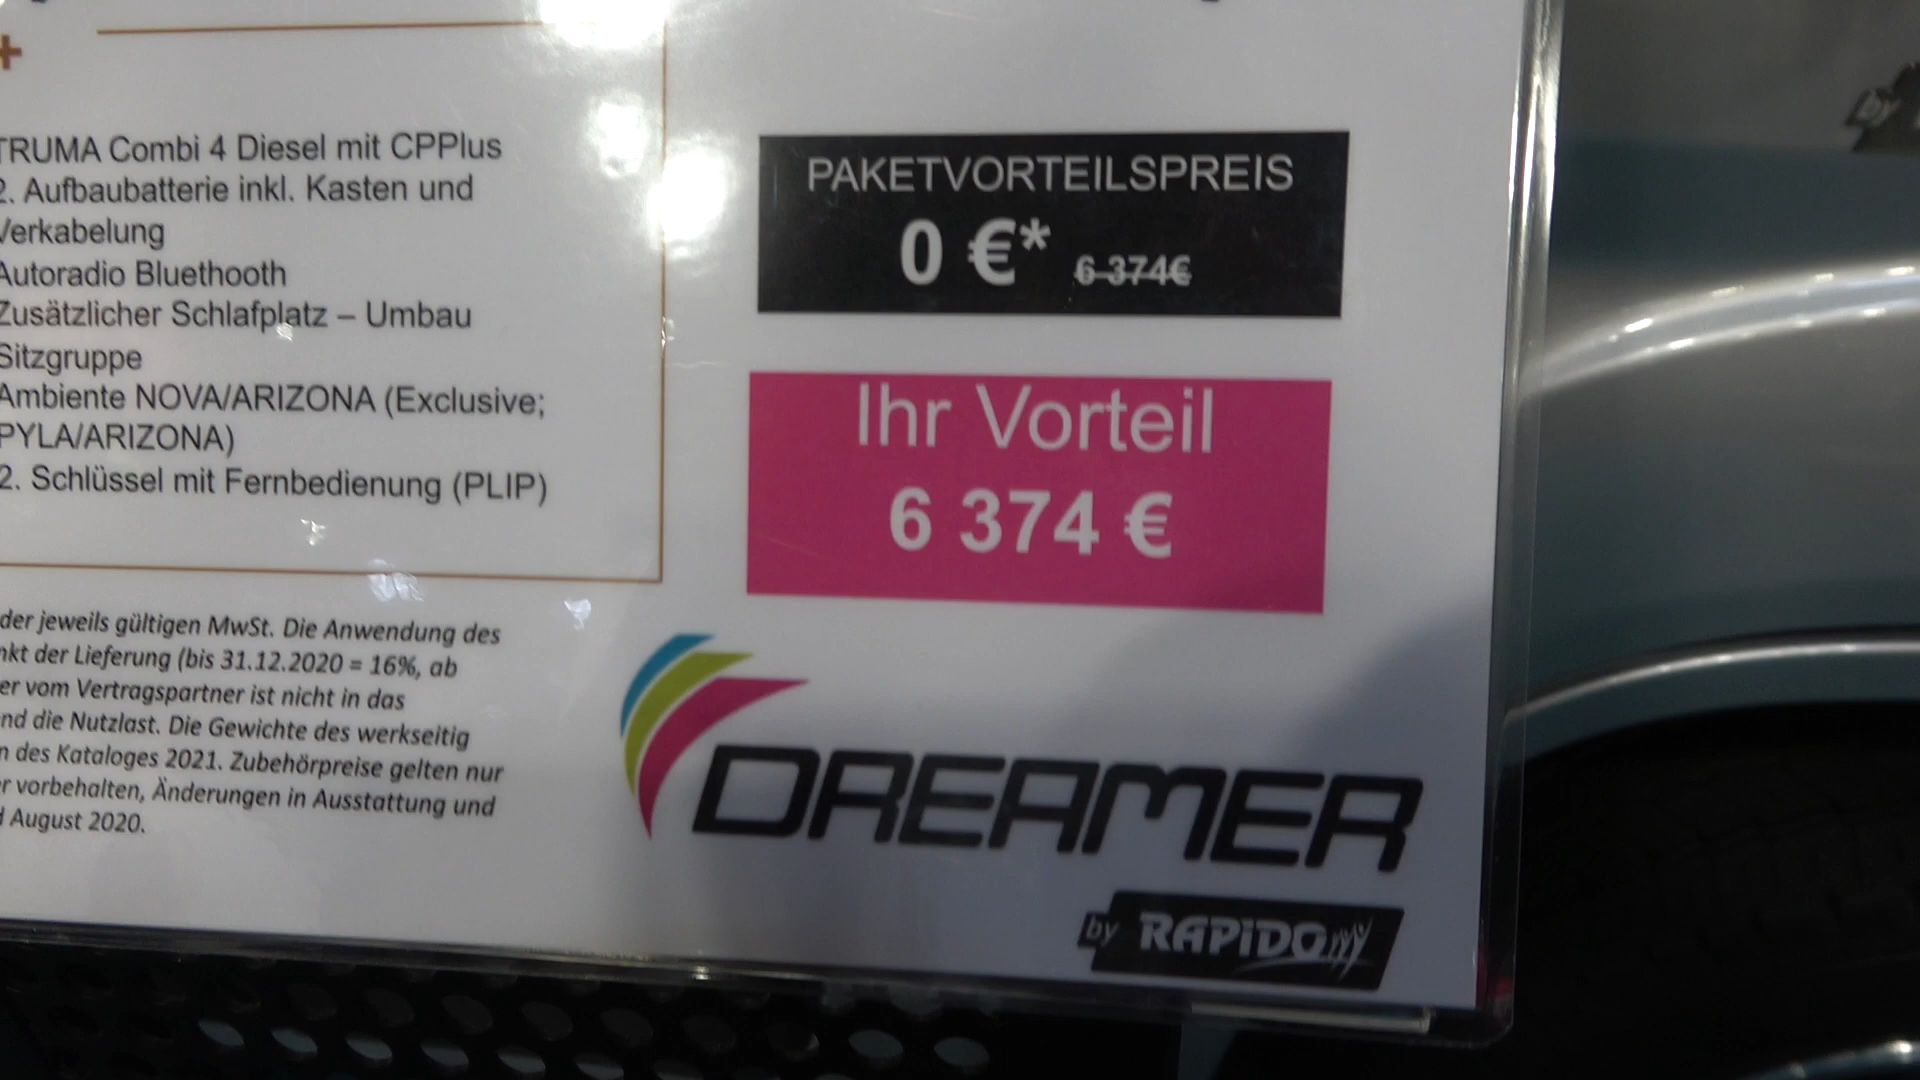 +
TRUMA Combi 4 Diesel mit CPPlus
2. Aufbaubatterie inkl. Kasten und
Verkabelung
Autoradio Bluethooth
Zusätzlicher Schlafplatz – Umbau
Sitzgruppe
Ambiente NOVA/ARIZONA (Exclusive;
PYLA/ARIZONA)
2. Schlüssel mit Fernbedienung (PLIP)
PAKETVORTEILSPREIS
0 €* 6 374€
Ihr Vorteil
6 374 €
der jeweils gültigen MwSt. Die Anwendung des
nkt der Lieferung (bis 31.12.2020 = 16%, ab
er vom Vertragspartner ist nicht in das
nd die Nutzlast. Die Gewichte des werkseitig
n des Kataloges 2021. Zubehörpreise gelten nur
r vorbehalten, Änderungen in Ausstattung und
August 2020.
DREAMER
by RAPIDO
by